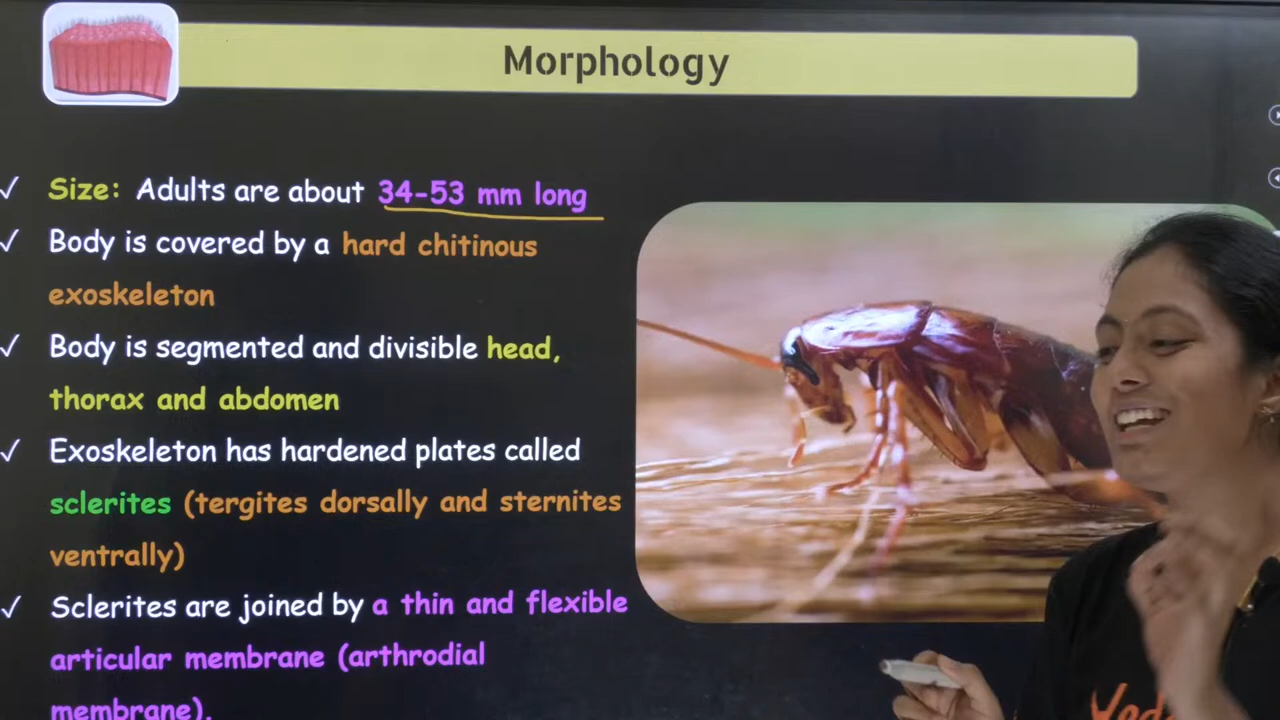 Morphology
✓ Size: Adults are about 34-53 mm long
✓ Body is covered by a hard chitinous
exoskeleton
✓ Body is segmented and divisible head,
thorax and abdomen
✓ Exoskeleton has hardened plates called
sclerites (tergites dorsally and sternites
ventrally)
✓ Sclerites are joined by a thin and flexible
articular membrane (arthrodial
membrane).